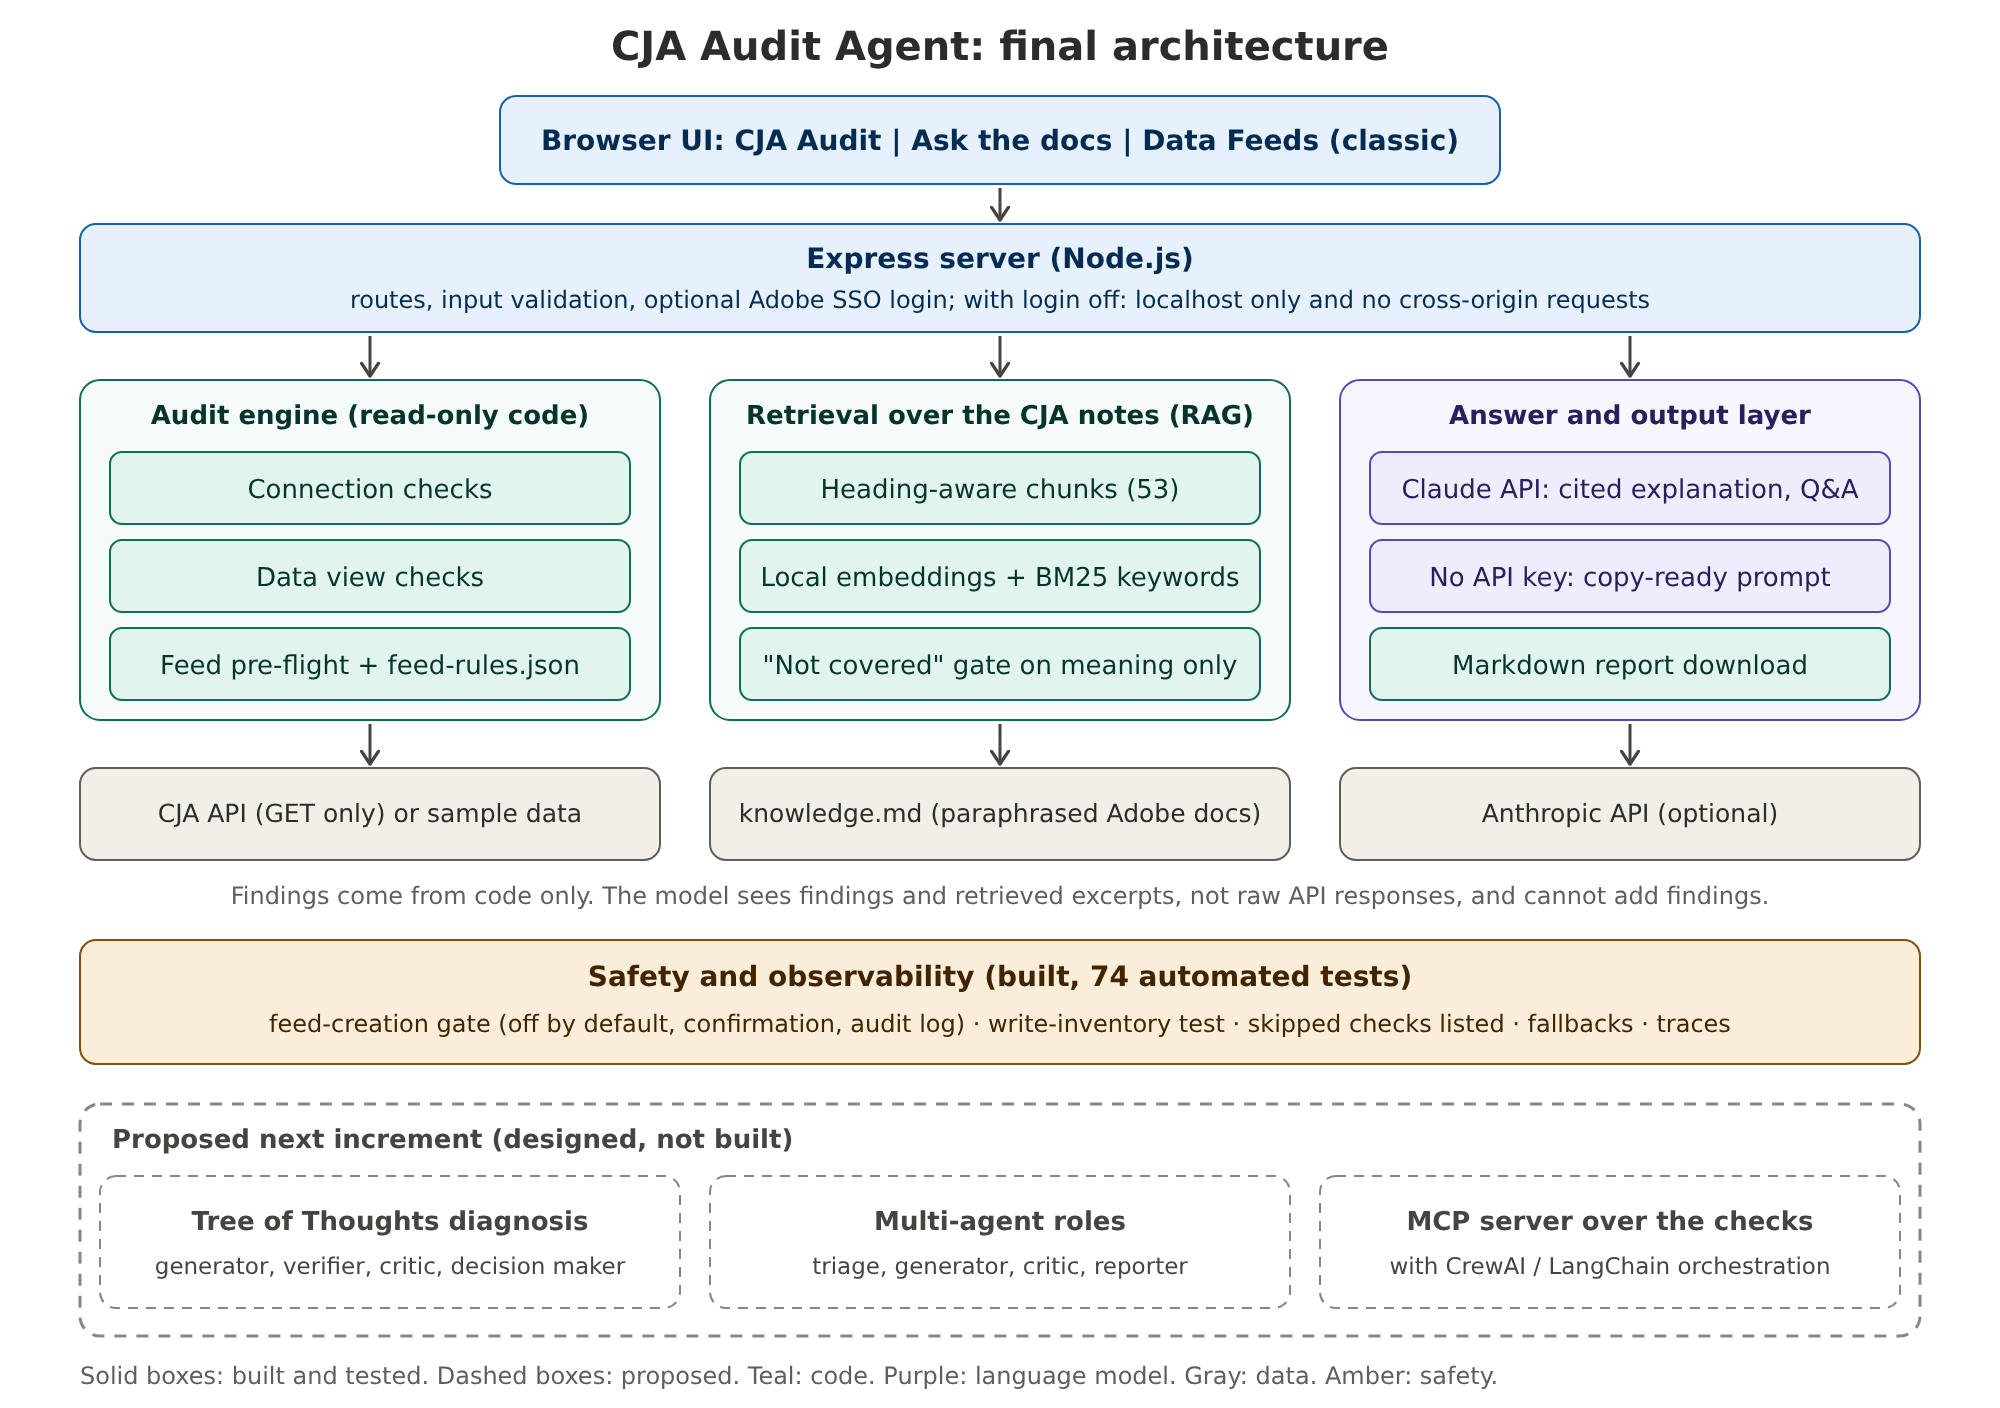 CJA Audit Agent: final architecture
Browser UI: CJA Audit | Ask the docs | Data Feeds (classic)
Express server (Node.js)
routes, input validation, optional Adobe SSO login; with login off: localhost only and no cross-origin requests
Audit engine (read-only code)
Connection checks
Data view checks
Feed pre-flight + feed-rules.json
Retrieval over the CJA notes (RAG)
Heading-aware chunks (53)
Local embeddings + BM25 keywords
"Not covered" gate on meaning only
Answer and output layer
Claude API: cited explanation, Q&A
No API key: copy-ready prompt
Markdown report download
CJA API (GET only) or sample data
knowledge.md (paraphrased Adobe docs)
Anthropic API (optional)
Findings come from code only. The model sees findings and retrieved excerpts, not raw API responses, and cannot add findings.
Safety and observability (built, 74 automated tests)
feed-creation gate (off by default, confirmation, audit log) · write-inventory test · skipped checks listed · fallbacks · traces
Proposed next increment (designed, not built)
Tree of Thoughts diagnosis
generator, verifier, critic, decision maker
Multi-agent roles
triage, generator, critic, reporter
MCP server over the checks
with CrewAI / LangChain orchestration
Solid boxes: built and tested. Dashed boxes: proposed. Teal: code. Purple: language model. Gray: data. Amber: safety.